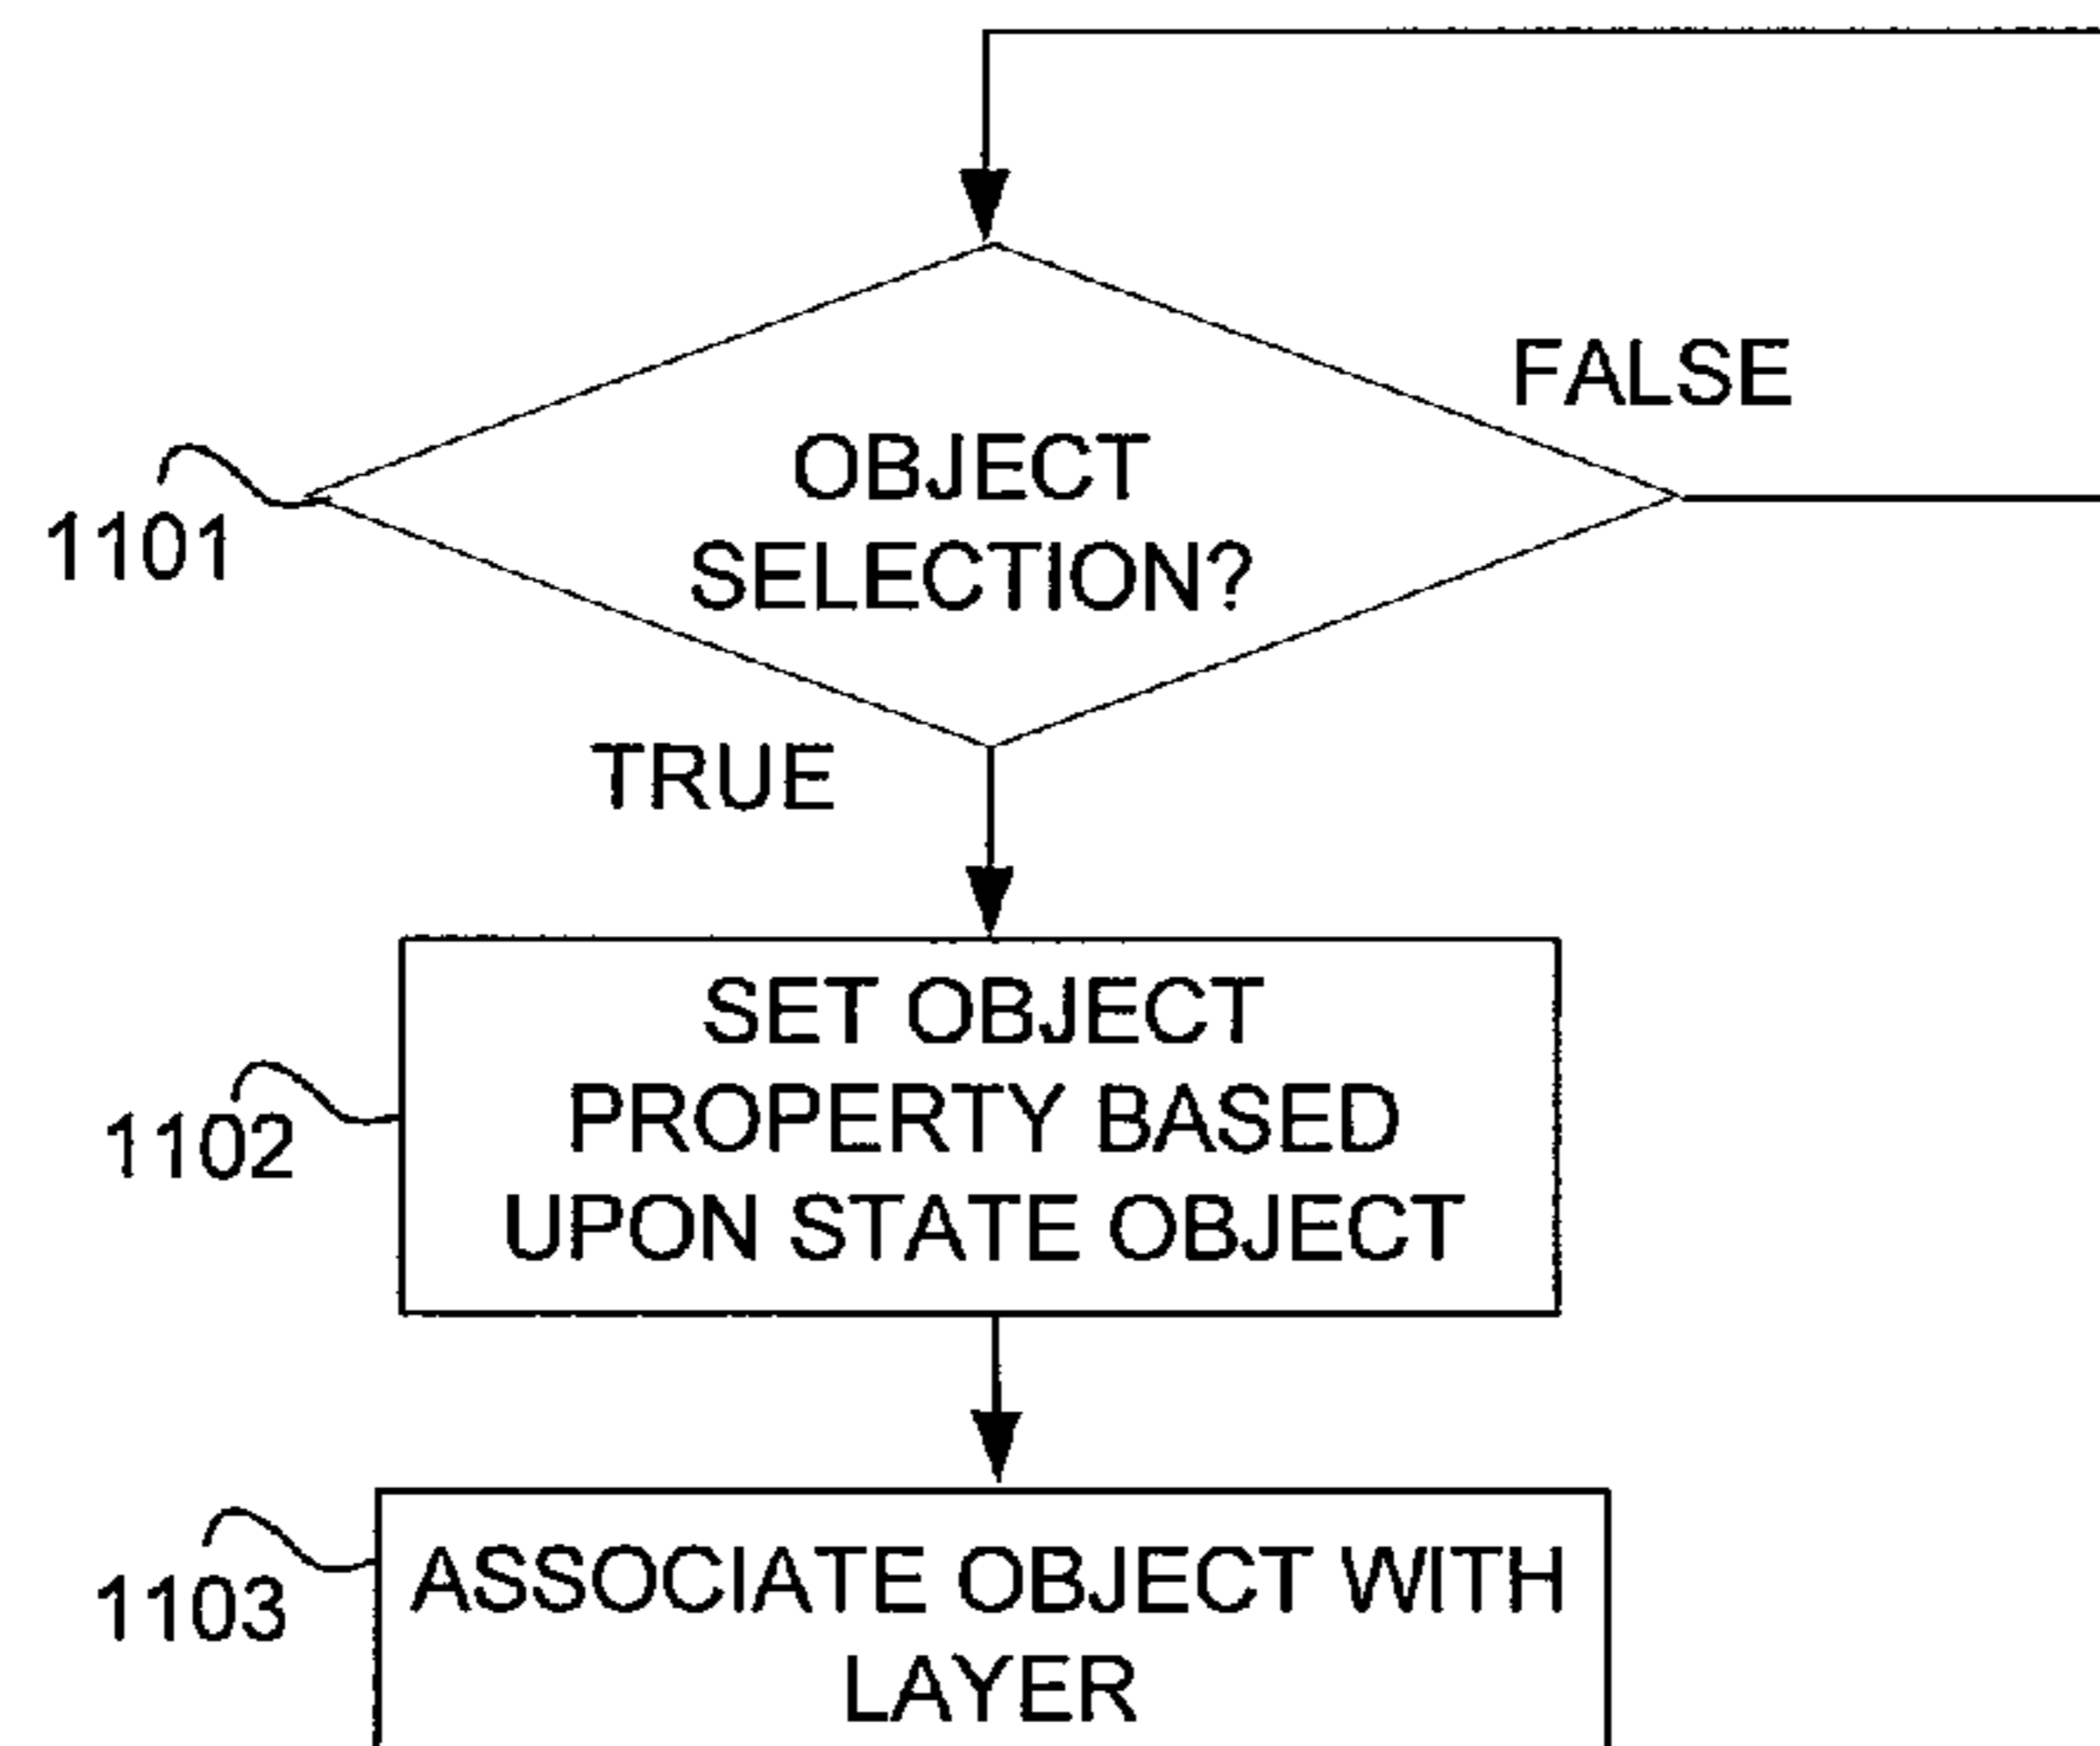 FALSE
OBJECT
SELECTION?
1101
TRUE
SET OBJECT
PROPERTY BASED
UPON STATE OBJECT
1102
ASSOCIATE OBJECT WITH
LAYER
1103